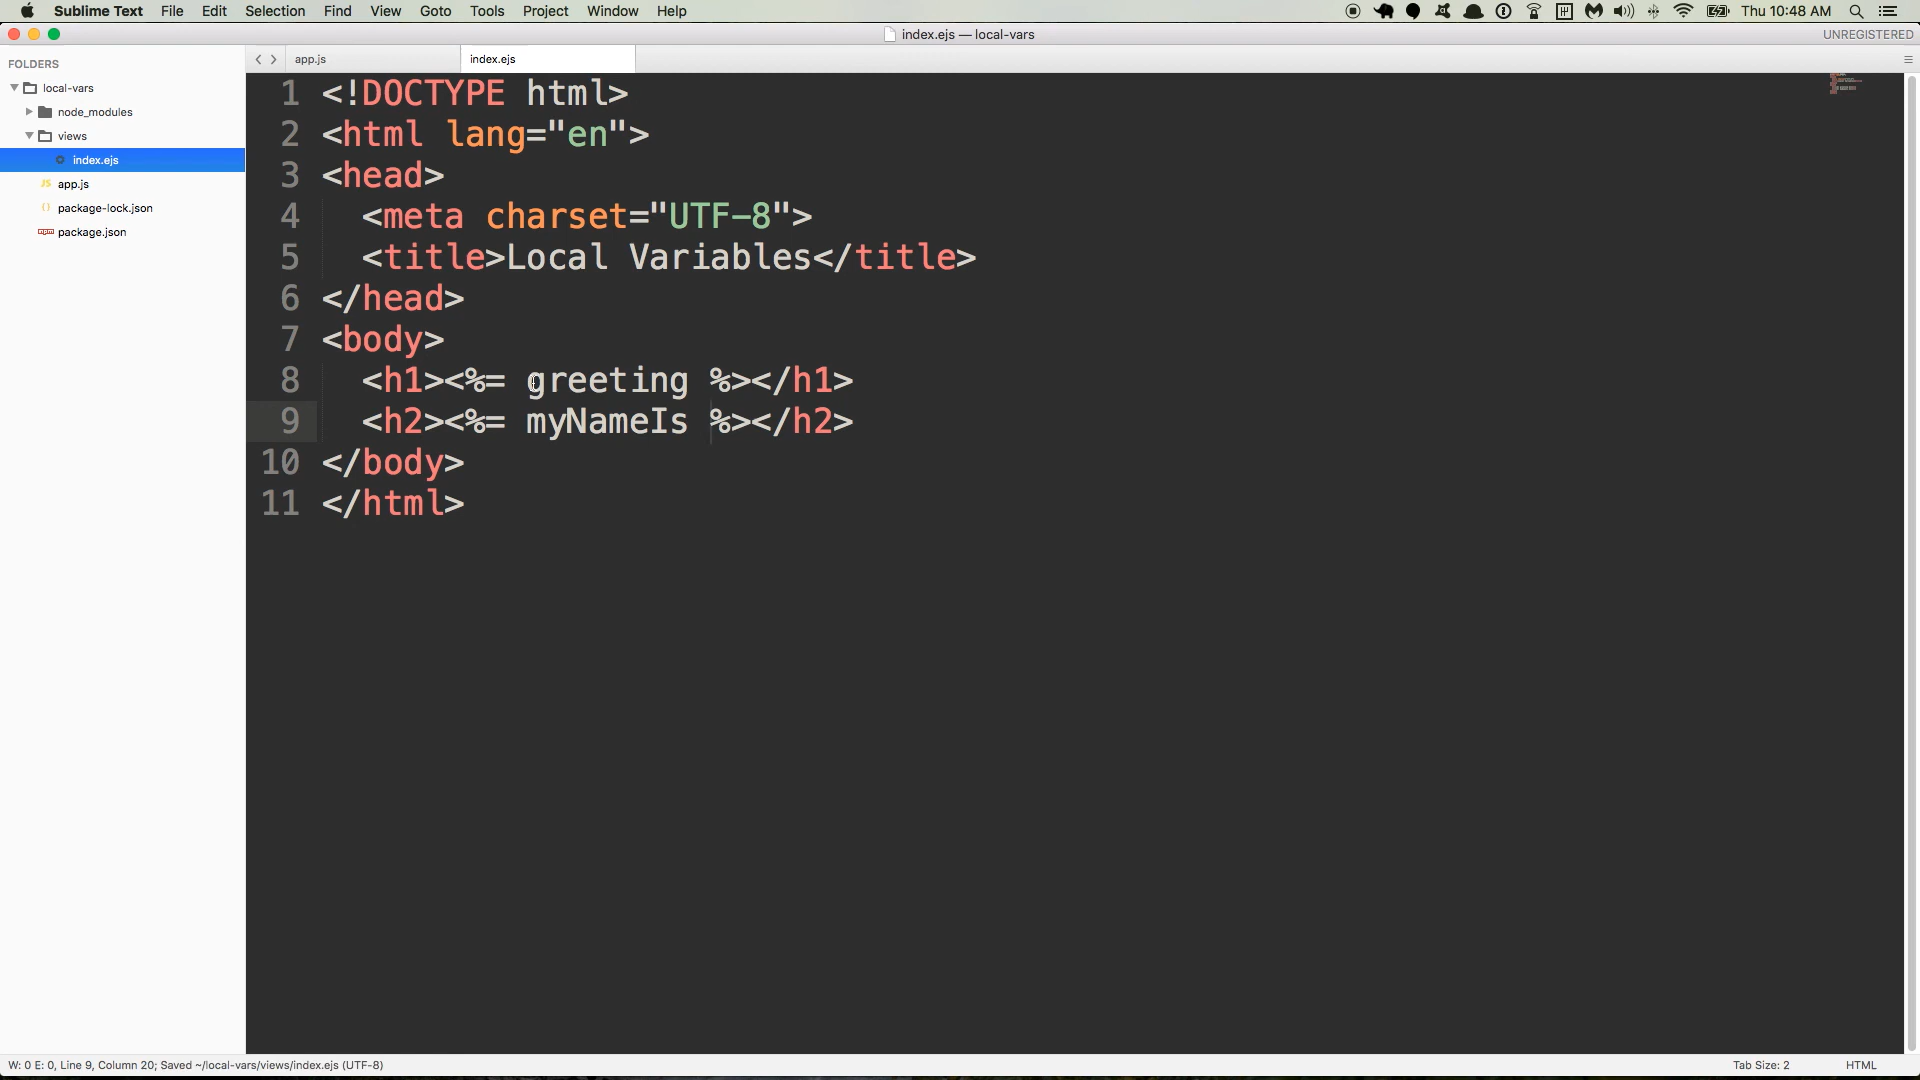 Sublime Text File Edit Selection Find View Goto Tools Project Window Help Thu 10:48 AM
index.ejs — local-vars UNREGISTERED
FOLDERS
local-vars
node_modules
views
index.ejs
JS app.js
package-lock.json
package.json
app.js index.ejs
1 <!DOCTYPE html>
2 <html lang="en">
3 <head>
4 <meta charset="UTF-8">
5 <title>Local Variables</title>
6 </head>
7 <body>
8 <h1><%= greeting %></h1>
9 <h2><%= myNameIs %></h2>
10 </body>
11 </html>
W: 0 E: 0, Line 9, Column 20; Saved ~/local-vars/views/index.ejs (UTF-8) Tab Size: 2 HTML